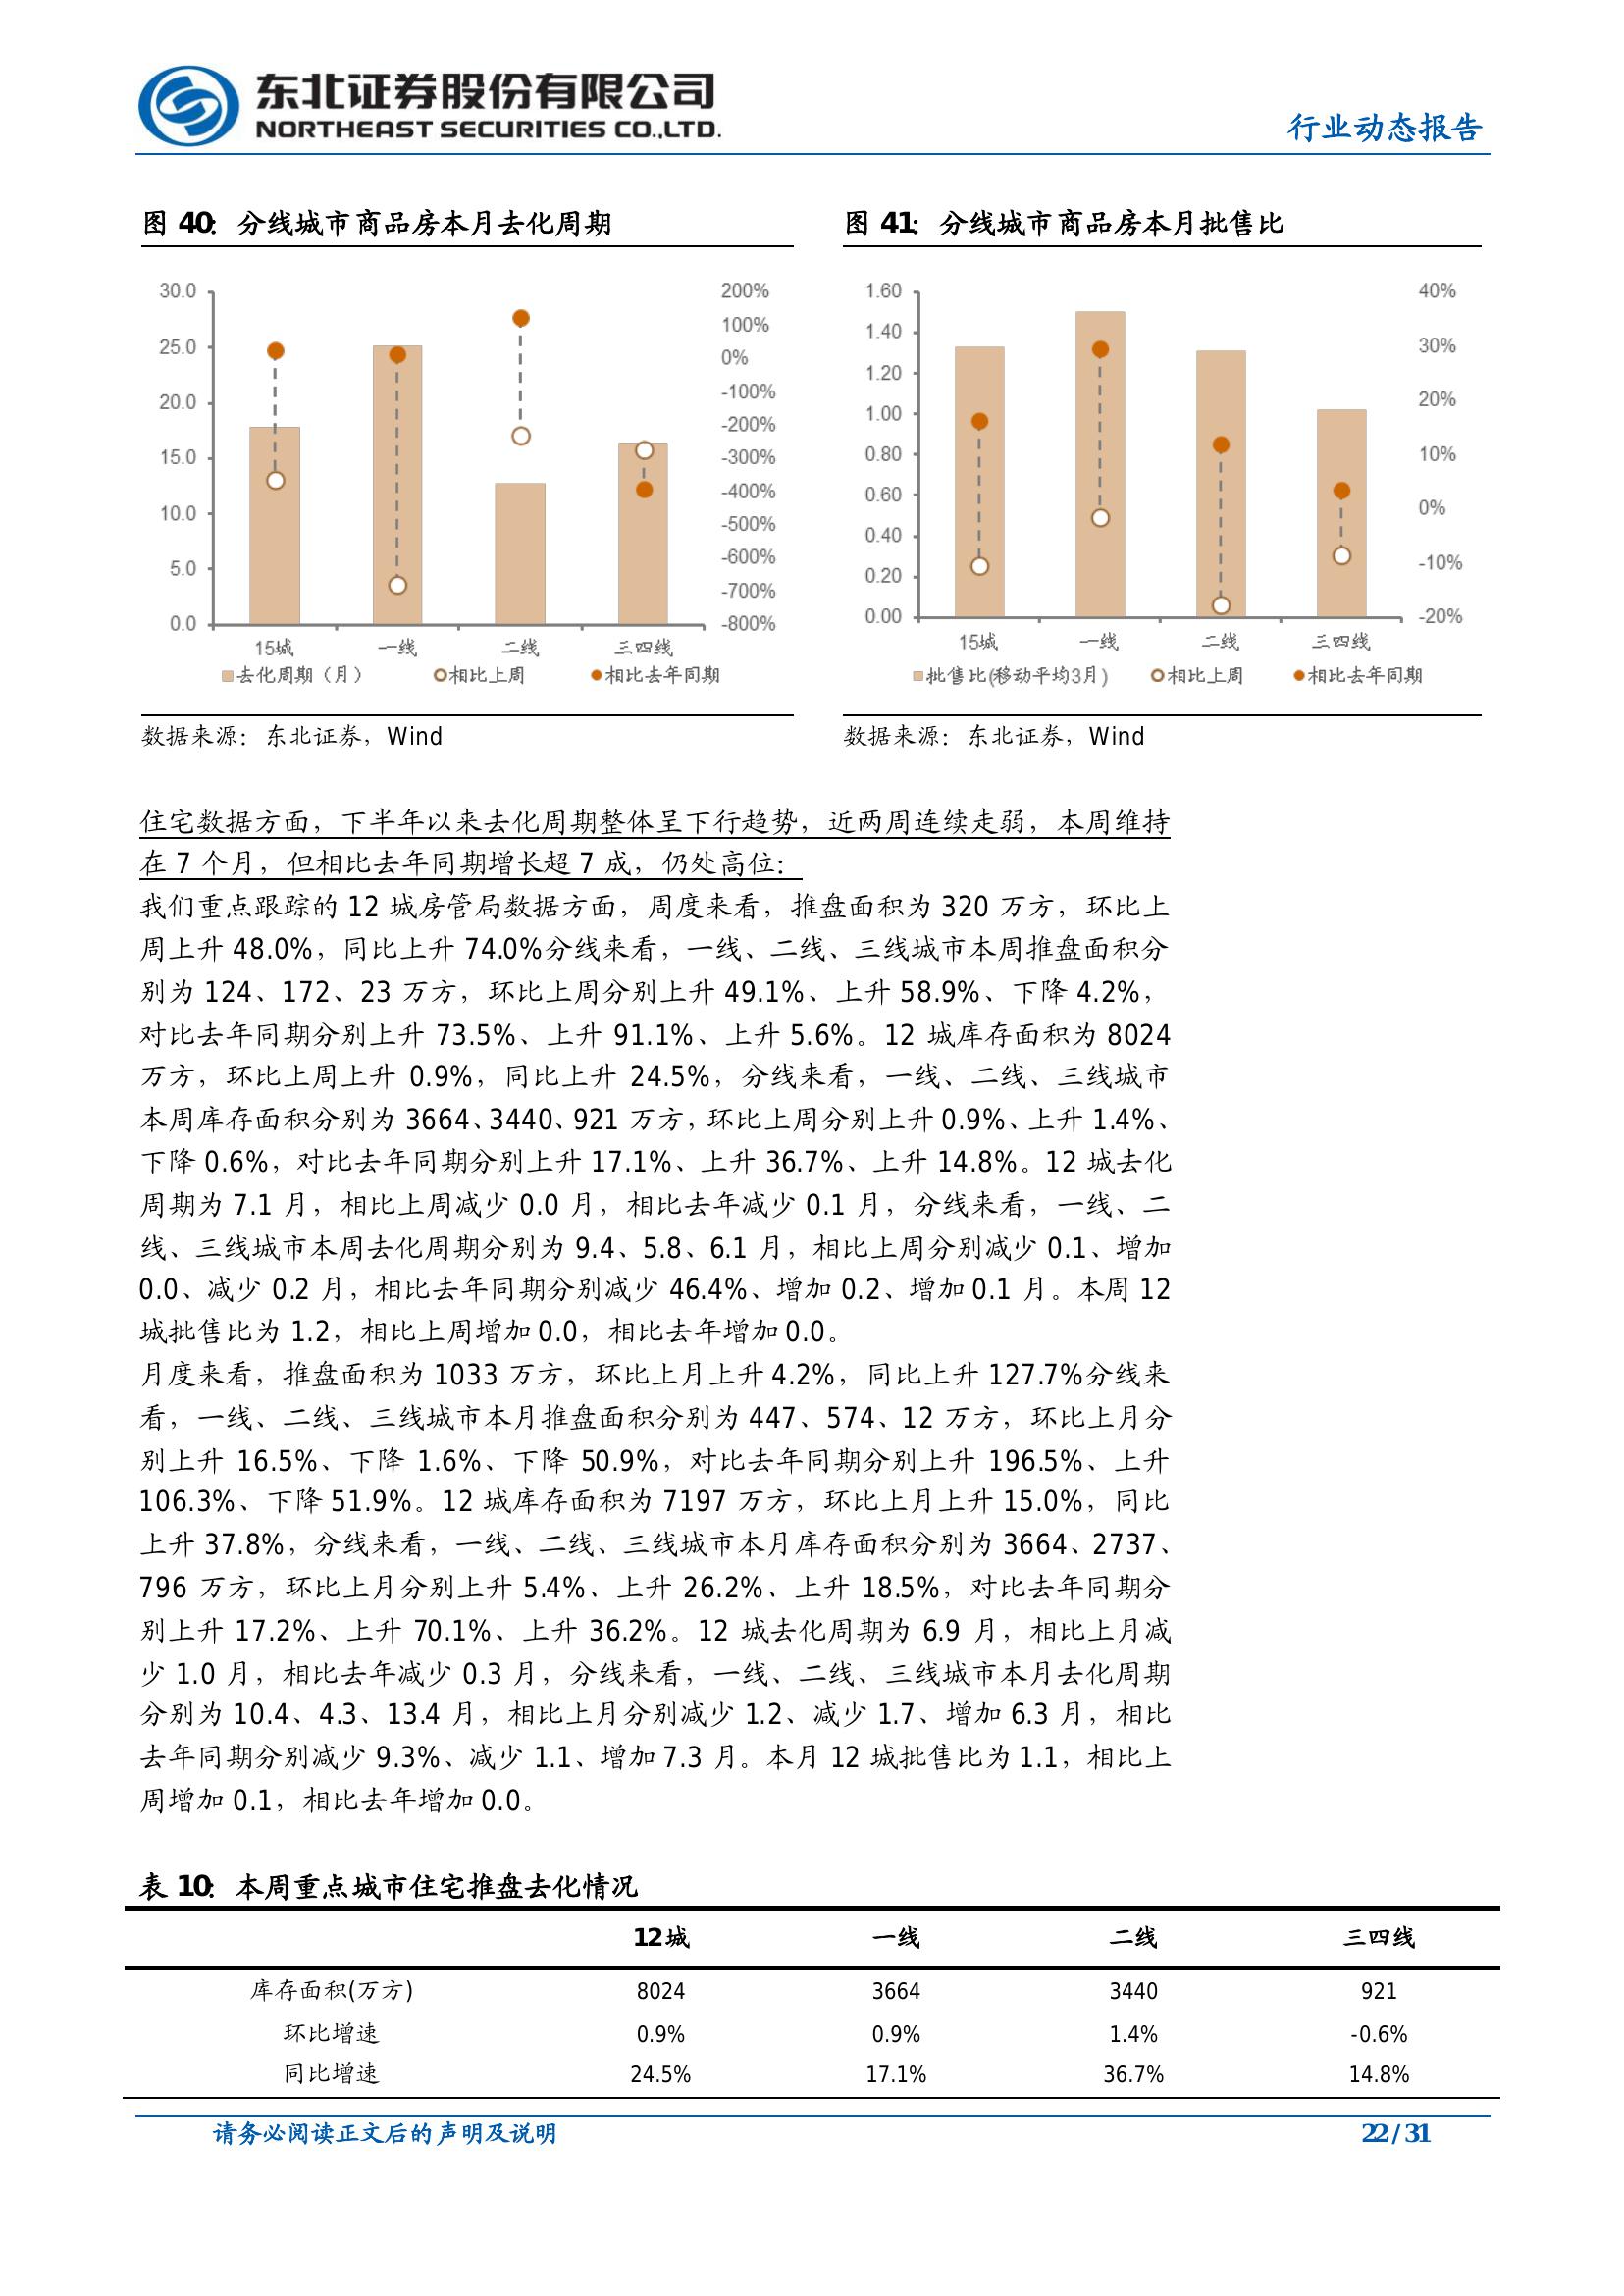 东北证券股份有限公司
NORTHEAST SECURITIES CO.,LTD.
行业动态报告
图 40：分线城市商品房本月去化周期
30.0
25.0
20.0
15.0
10.0
5.0
0.0
200%
100%
0%
-100%
-200%
-300%
-400%
-500%
-600%
-700%
-800%
15城 一线 二线 三四线
去化周期（月） 相比上周 相比去年同期
数据来源：东北证券，Wind
图 41：分线城市商品房本月批售比
1.60
1.40
1.20
1.00
0.80
0.60
0.40
0.20
0.00
40%
30%
20%
10%
0%
-10%
-20%
15城 一线 二线 三四线
批售比(移动平均3月) 相比上周 相比去年同期
数据来源：东北证券，Wind
住宅数据方面，下半年以来去化周期整体呈下行趋势，近两周连续走弱，本周维持
在 7 个月，但相比去年同期增长超 7 成，仍处高位：
我们重点跟踪的 12 城房管局数据方面，周度来看，推盘面积为 320 万方，环比上
周上升 48.0%，同比上升 74.0%分线来看，一线、二线、三线城市本周推盘面积分
别为 124、172、23 万方，环比上周分别上升 49.1%、上升 58.9%、下降 4.2%，
对比去年同期分别上升 73.5%、上升 91.1%、上升 5.6%。12 城库存面积为 8024
万方，环比上周上升 0.9%，同比上升 24.5%，分线来看，一线、二线、三线城市
本周库存面积分别为 3664、3440、921 万方，环比上周分别上升 0.9%、上升 1.4%、
下降 0.6%，对比去年同期分别上升 17.1%、上升 36.7%、上升 14.8%。12 城去化
周期为 7.1 月，相比上周减少 0.0 月，相比去年减少 0.1 月，分线来看，一线、二
线、三线城市本周去化周期分别为 9.4、5.8、6.1 月，相比上周分别减少 0.1、增加
0.0、减少 0.2 月，相比去年同期分别减少 46.4%、增加 0.2、增加 0.1 月。本周 12
城批售比为 1.2，相比上周增加 0.0，相比去年增加 0.0。
月度来看，推盘面积为 1033 万方，环比上月上升 4.2%，同比上升 127.7%分线来
看，一线、二线、三线城市本月推盘面积分别为 447、574、12 万方，环比上月分
别上升 16.5%、下降 1.6%、下降 50.9%，对比去年同期分别上升 196.5%、上升
106.3%、下降 51.9%。12 城库存面积为 7197 万方，环比上月上升 15.0%，同比
上升 37.8%，分线来看，一线、二线、三线城市本月库存面积分别为 3664、2737、
796 万方，环比上月分别上升 5.4%、上升 26.2%、上升 18.5%，对比去年同期分
别上升 17.2%、上升 70.1%、上升 36.2%。12 城去化周期为 6.9 月，相比上月减
少 1.0 月，相比去年减少 0.3 月，分线来看，一线、二线、三线城市本月去化周期
分别为 10.4、4.3、13.4 月，相比上月分别减少 1.2、减少 1.7、增加 6.3 月，相比
去年同期分别减少 9.3%、减少 1.1、增加 7.3 月。本月 12 城批售比为 1.1，相比上
周增加 0.1，相比去年增加 0.0。
表 10：本周重点城市住宅推盘去化情况
12城 一线 二线 三四线
库存面积(万方) 8024 3664 3440 921
环比增速 0.9% 0.9% 1.4% -0.6%
同比增速 24.5% 17.1% 36.7% 14.8%
请务必阅读正文后的声明及说明 22 / 31